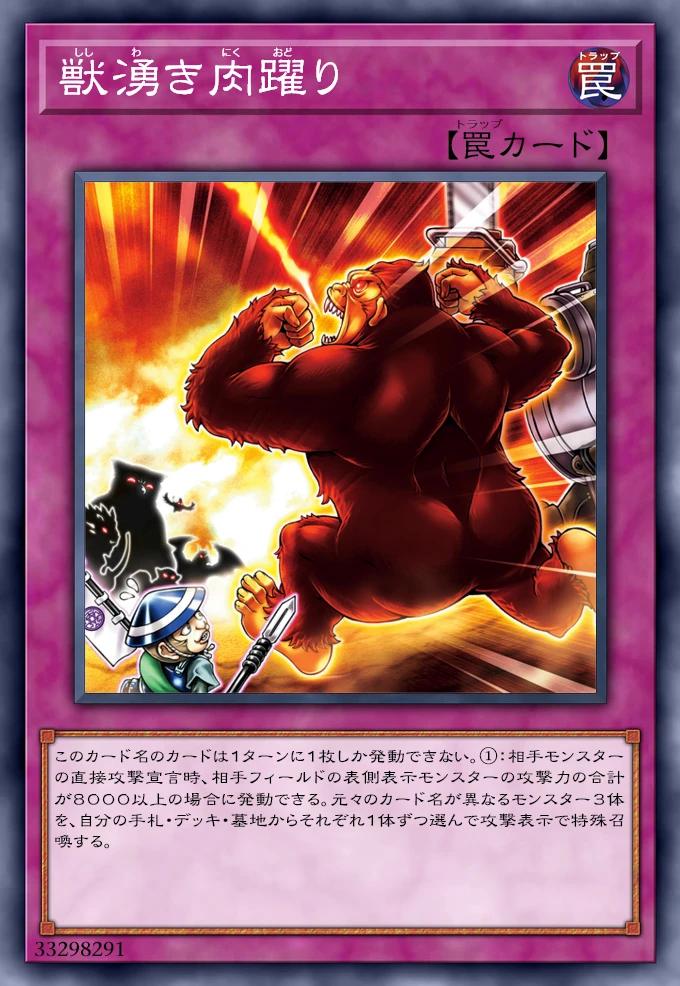 獣湧き肉躍り
しし わ にく おど
トラップ
罠
トラップ
【罠カード】
このカード名のカードは1ターンに1枚しか発動できない。①:相手モンスター
の直接攻撃宣言時、相手フィールドの表側表示モンスターの攻撃力の合計
が8000以上の場合に発動できる。元々のカード名が異なるモンスター3体
を、自分の手札・デッキ・墓地からそれぞれ1体ずつ選んで攻撃表示で特殊召
喚する。
33298291